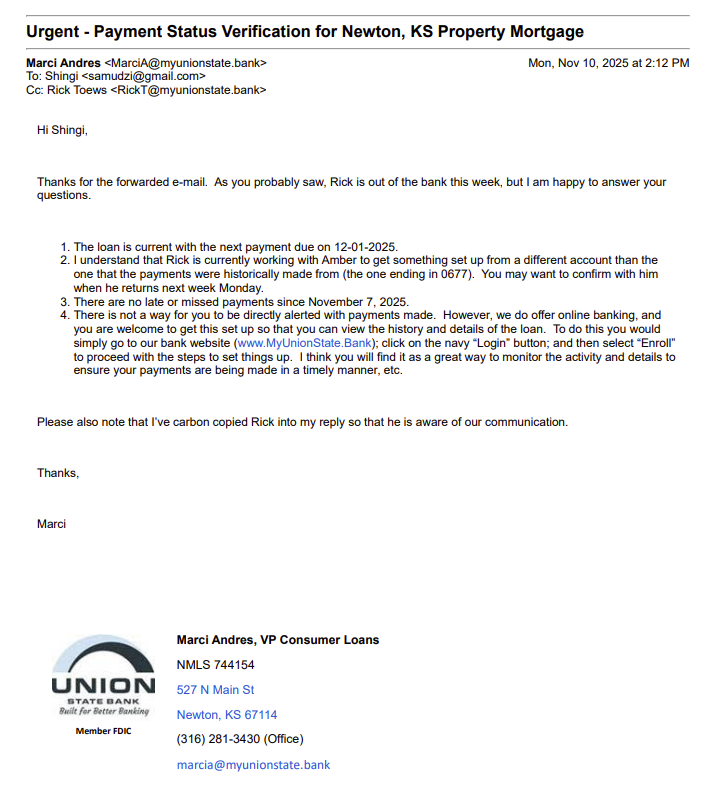 Urgent - Payment Status Verification for Newton, KS Property Mortgage
Marci Andres <MarciA@myunionstate.bank>
Mon, Nov 10, 2025 at 2:12 PM
To: Shingi <samudzi@gmail.com>
Cc: Rick Toews <RickT@myunionstate.bank>
Hi Shingi,
Thanks for the forwarded e-mail.  As you probably saw, Rick is out of the bank this week, but I am happy to answer your
questions.
1. The loan is current with the next payment due on 12-01-2025.
2. I understand that Rick is currently working with Amber to get something set up from a different account than the
one that the payments were historically made from (the one ending in 0677).  You may want to confirm with him
when he returns next week Monday.
3. There are no late or missed payments since November 7, 2025.
4. There is not a way for you to be directly alerted with payments made.  However, we do offer online banking, and
you are welcome to get this set up so that you can view the history and details of the loan.  To do this you would
simply go to our bank website (www.MyUnionState.Bank); click on the navy “Login” button; and then select “Enroll”
to proceed with the steps to set things up.  I think you will find it as a great way to monitor the activity and details to
ensure your payments are being made in a timely manner, etc.
Please also note that I’ve carbon copied Rick into my reply so that he is aware of our communication.
Thanks,
Marci
UNION
STATE BANK
Built for Better Banking
Member FDIC
Marci Andres, VP Consumer Loans
NMLS 744154
527 N Main St
Newton, KS 67114
(316) 281-3430 (Office)
marcia@myunionstate.bank